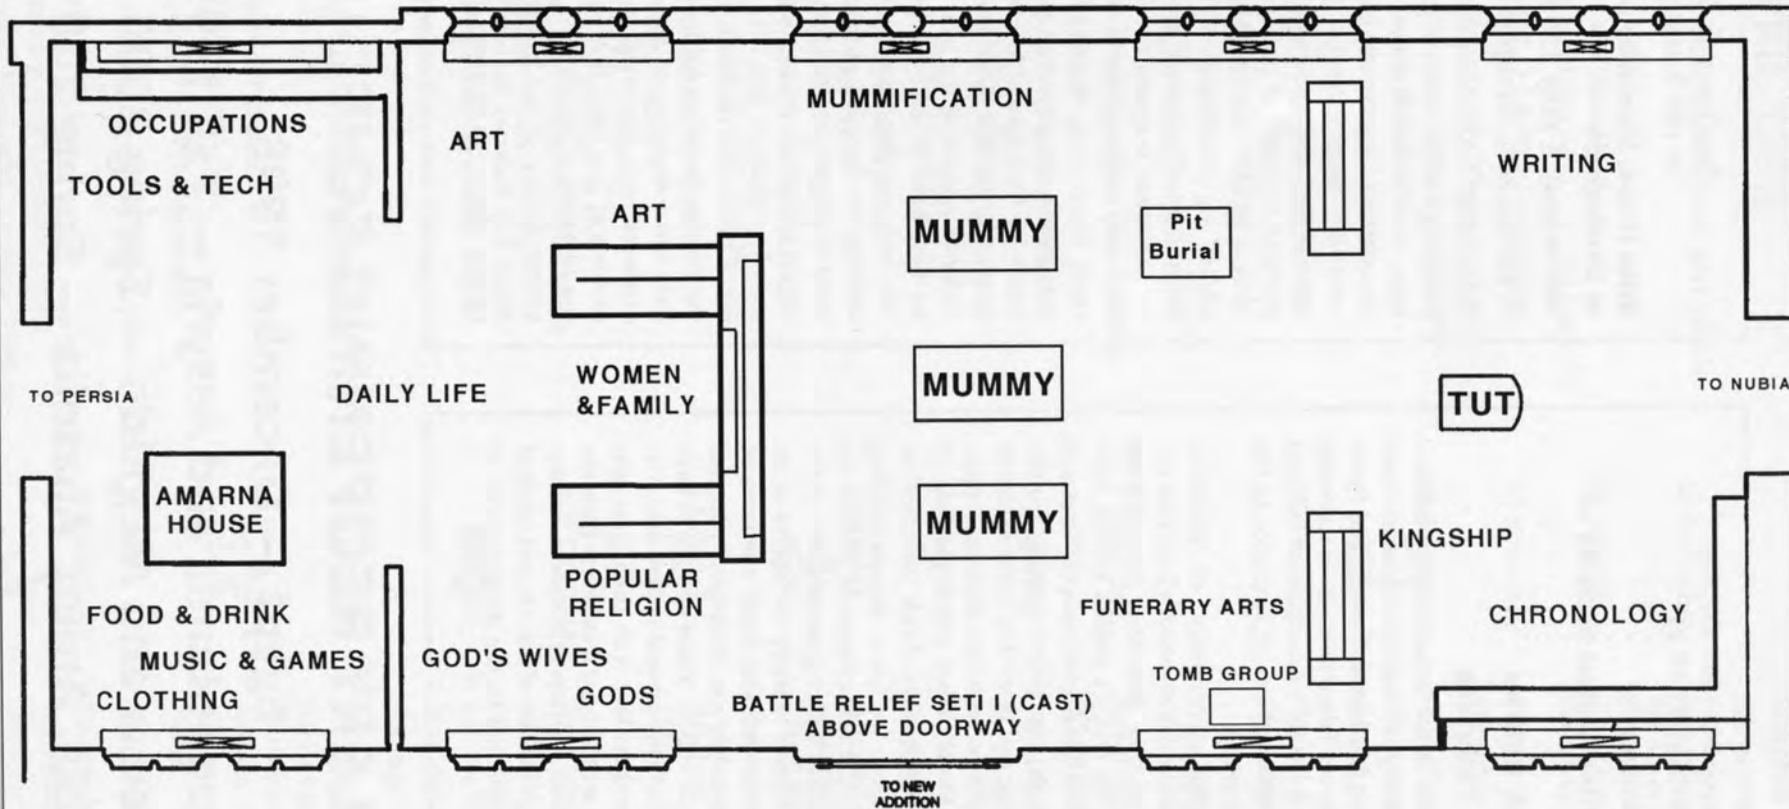 OCCUPATIONS
TOOLS & TECH
ART
MUMMIFICATION
WRITING
ART
MUMMY
Pit
Burial
TO PERSIA
DAILY LIFE
WOMEN
&FAMILY
MUMMY
TUT
TO NUBIA
AMARNA
HOUSE
MUMMY
KINGSHIP
POPULAR
RELIGION
FUNERARY ARTS
CHRONOLOGY
FOOD & DRINK
MUSIC & GAMES
CLOTHING
GOD'S WIVES
GODS
TOMB GROUP
BATTLE RELIEF SETI I (CAST)
ABOVE DOORWAY
TO NEW
ADDITION